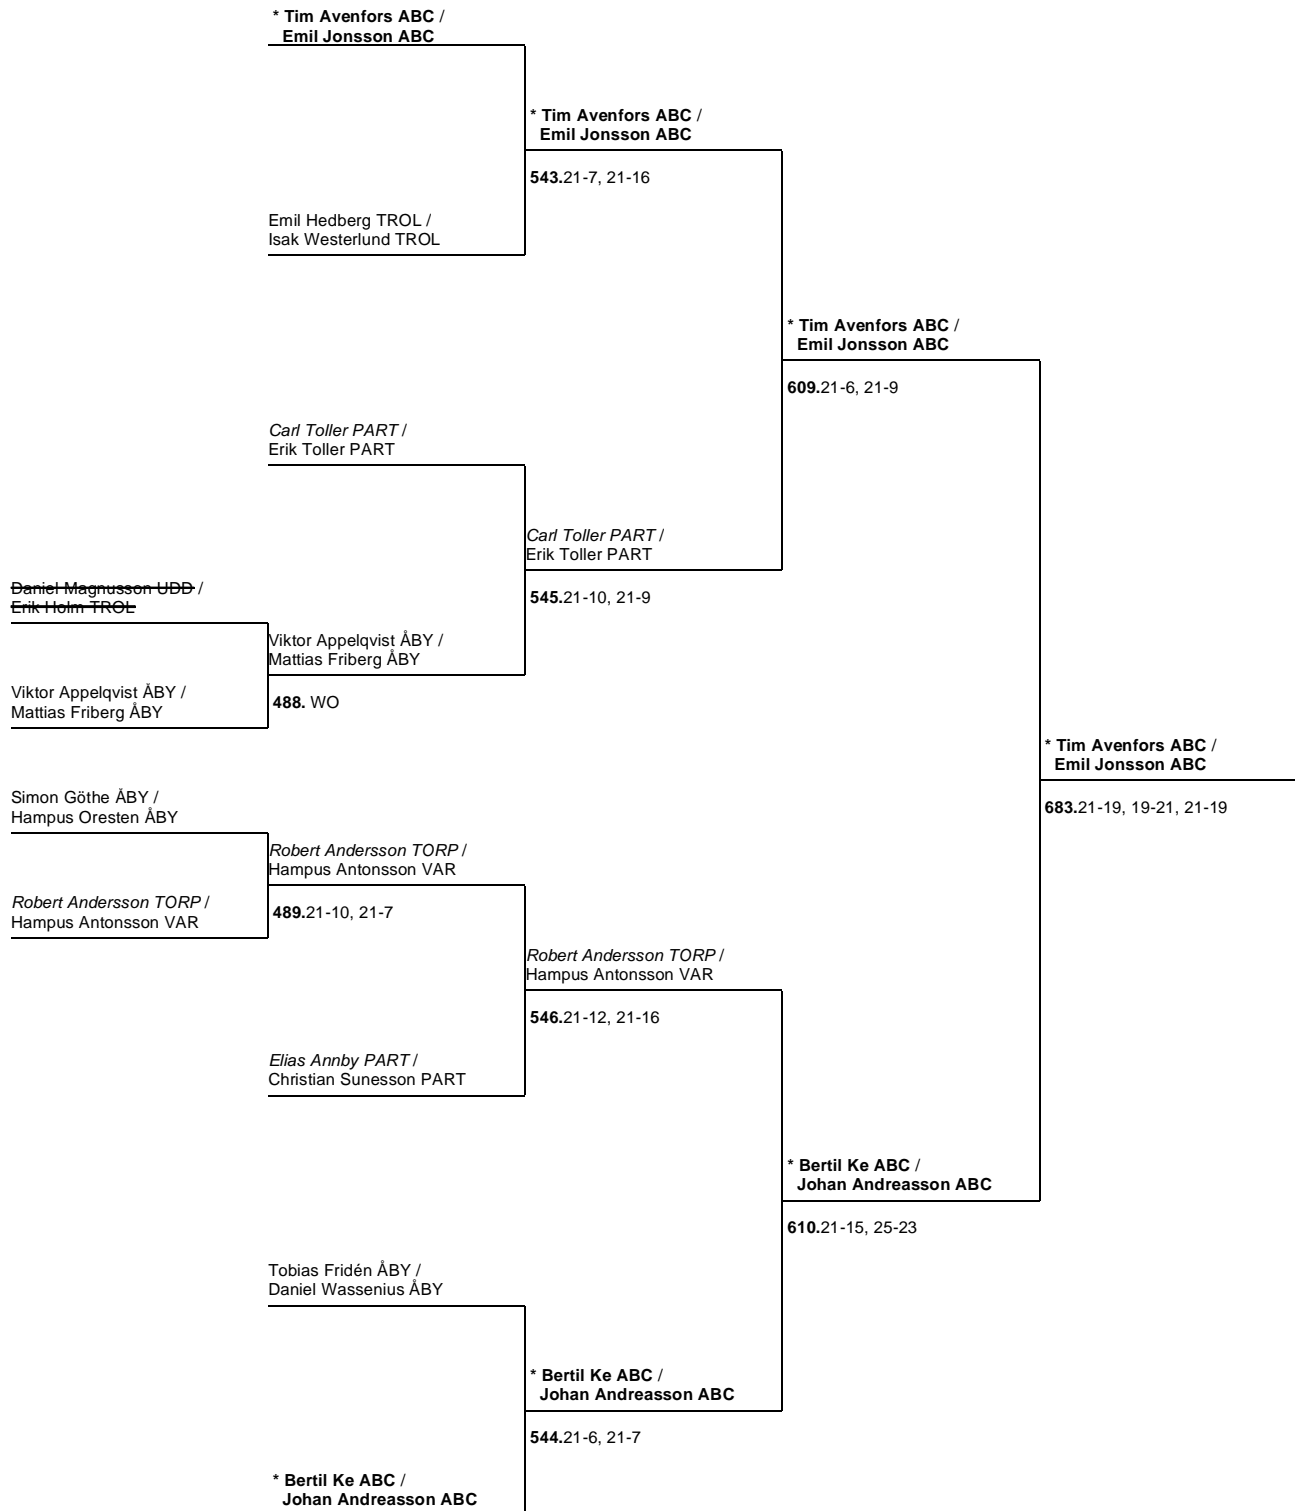 * Tim Avenfors ABC /
Emil Jonsson ABC
* Tim Avenfors ABC /
Emil Jonsson ABC
543.21-7, 21-16
Emil Hedberg TROL /
Isak Westerlund TROL
* Tim Avenfors ABC /
Emil Jonsson ABC
609.21-6, 21-9
Carl Toller PART /
Erik Toller PART
Carl Toller PART /
Erik Toller PART
545.21-10, 21-9
Daniel Magnusson UDD /
Erik Holm TROL
Viktor Appelqvist ÅBY /
Mattias Friberg ÅBY
488. WO
Viktor Appelqvist ÅBY /
Mattias Friberg ÅBY
* Tim Avenfors ABC /
Emil Jonsson ABC
683.21-19, 19-21, 21-19
Simon Göthe ÅBY /
Hampus Oresten ÅBY
Robert Andersson TORP /
Hampus Antonsson VAR
489.21-10, 21-7
Robert Andersson TORP /
Hampus Antonsson VAR
Robert Andersson TORP /
Hampus Antonsson VAR
546.21-12, 21-16
Elias Annby PART /
Christian Sunesson PART
* Bertil Ke ABC /
Johan Andreasson ABC
610.21-15, 25-23
Tobias Fridén ÅBY /
Daniel Wassenius ÅBY
* Bertil Ke ABC /
Johan Andreasson ABC
544.21-6, 21-7
* Bertil Ke ABC /
Johan Andreasson ABC